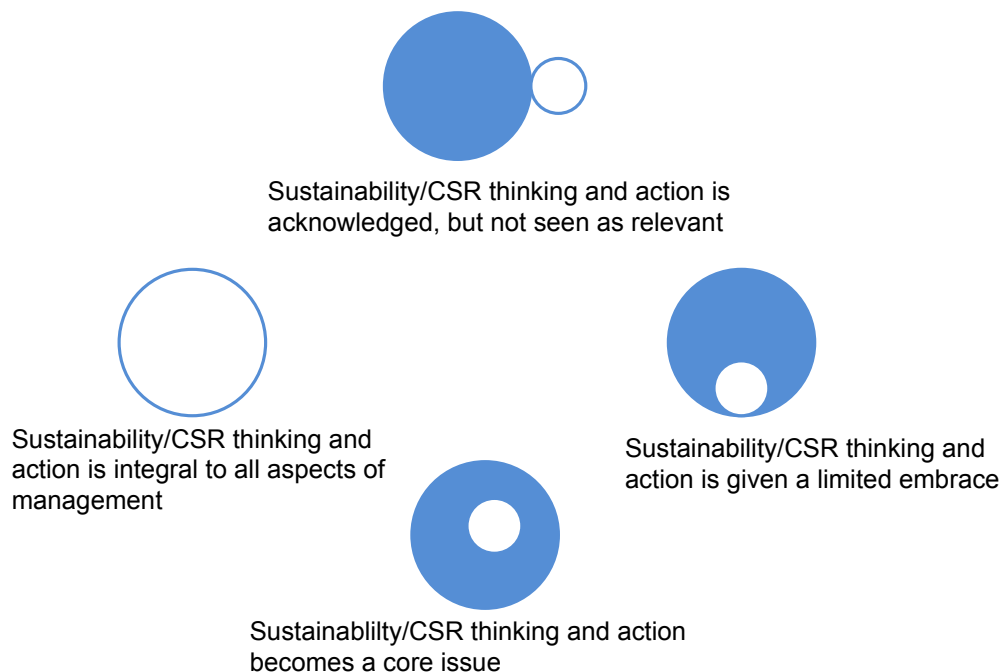 Sustainability/CSR thinking and action is
acknowledged, but not seen as relevant
Sustainability/CSR thinking and
action is integral to all aspects of
management
Sustainability/CSR thinking and
action is given a limited embrace
Sustainablilty/CSR thinking and action
becomes a core issue